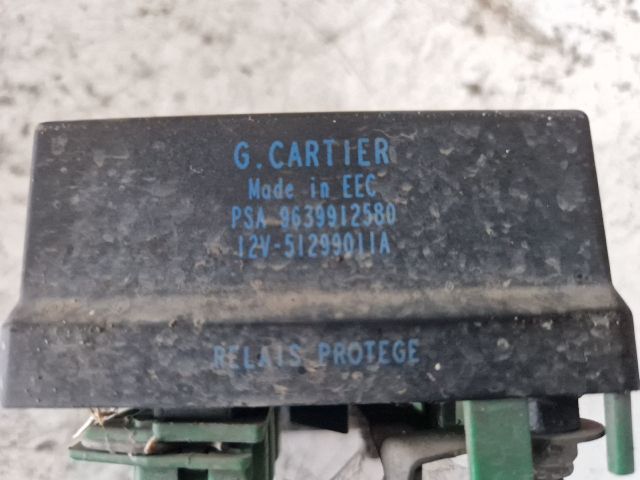 G.CARTIER
Made in EEC
PSA 9639912580
12V-51299011A
RELAIS PROTEGE